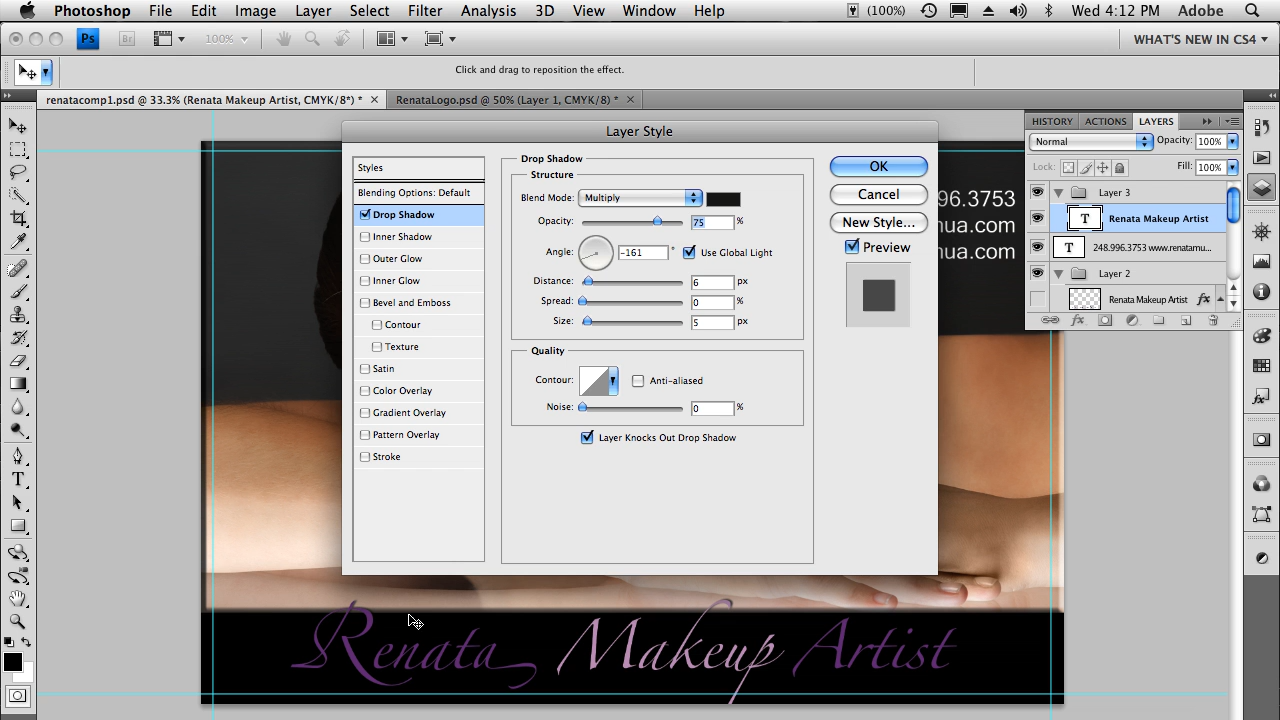 Photoshop File Edit Image Layer Select Filter Analysis 3D View Window Help (100%) Wed 4:12 PM Adobe
Ps Br 100% WHAT'S NEW IN CS4
Click and drag to reposition the effect.
renatacomp1.psd @ 33.3% (Renata Makeup Artist, CMYK/8*) * RenataLogo.psd @ 50% (Layer 1, CMYK/8) *
Layer Style
Styles
Blending Options: Default
Drop Shadow
Inner Shadow
Outer Glow
Inner Glow
Bevel and Emboss
Contour
Texture
Satin
Color Overlay
Gradient Overlay
Pattern Overlay
Stroke
Drop Shadow
Structure
Blend Mode: Multiply
Opacity: 75 %
Angle: -161 ° Use Global Light
Distance: 6 px
Spread: 0 %
Size: 5 px
Quality
Contour: Anti-aliased
Noise: 0 %
Layer Knocks Out Drop Shadow
OK
Cancel
New Style...
Preview
96.3753
mua.com
mua.com
HISTORY ACTIONS LAYERS
Normal Opacity: 100%
Lock: Fill: 100%
Layer 3
T Renata Makeup Artist
T 248.996.3753 www.renatamu...
Layer 2
Renata Makeup Artist fx
fx
T
Renata Makeup Artist